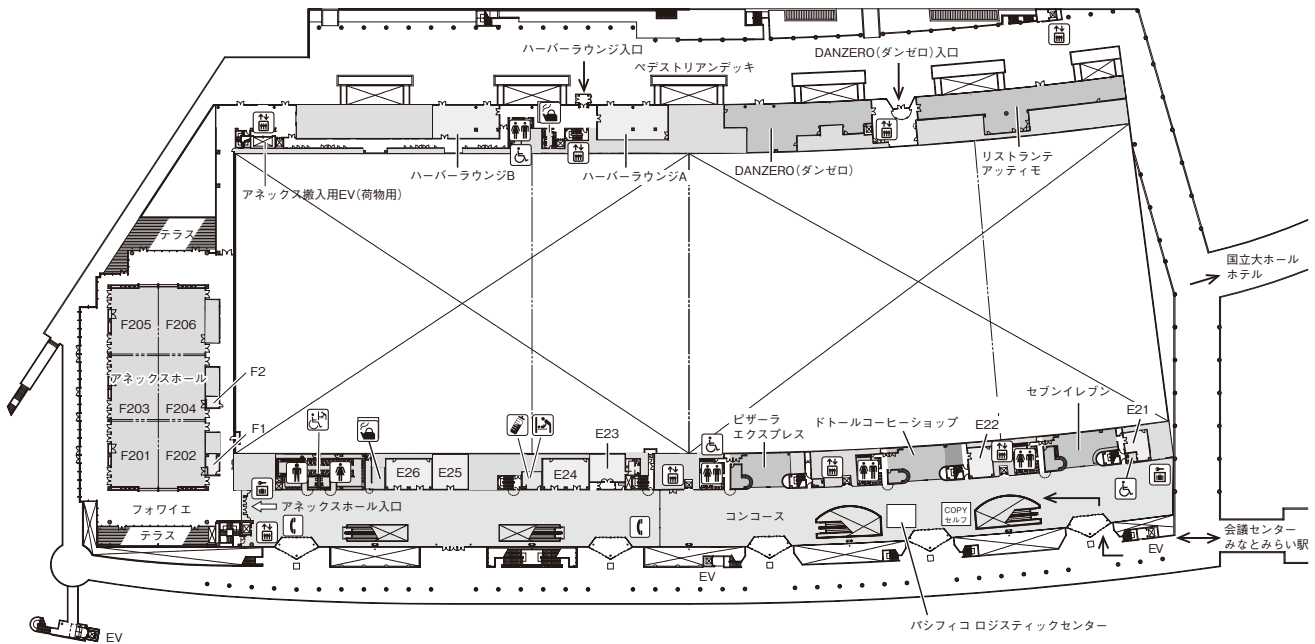 ハーバーラウンジ入口
DANZERO(ダンゼロ)入口
ペデストリアンデッキ
ハーバーラウンジB
ハーバーラウンジA
DANZERO(ダンゼロ)
リストランテ
アッティモ
アネックス搬入用EV(荷物用)
テラス
国立大ホール
ホテル
F205
F206
アネックスホール
F2
F203
F204
F1
F201
F202
フォワイエ
テラス
アネックスホール入口
E26
E25
E24
E23
ピザーラ
エクスプレス
ドトールコーヒーショップ
E22
セブンイレブン
E21
コンコース
COPY
セルフ
会議センター
みなとみらい駅
EV
EV
EV
パシフィコ ロジスティックセンター